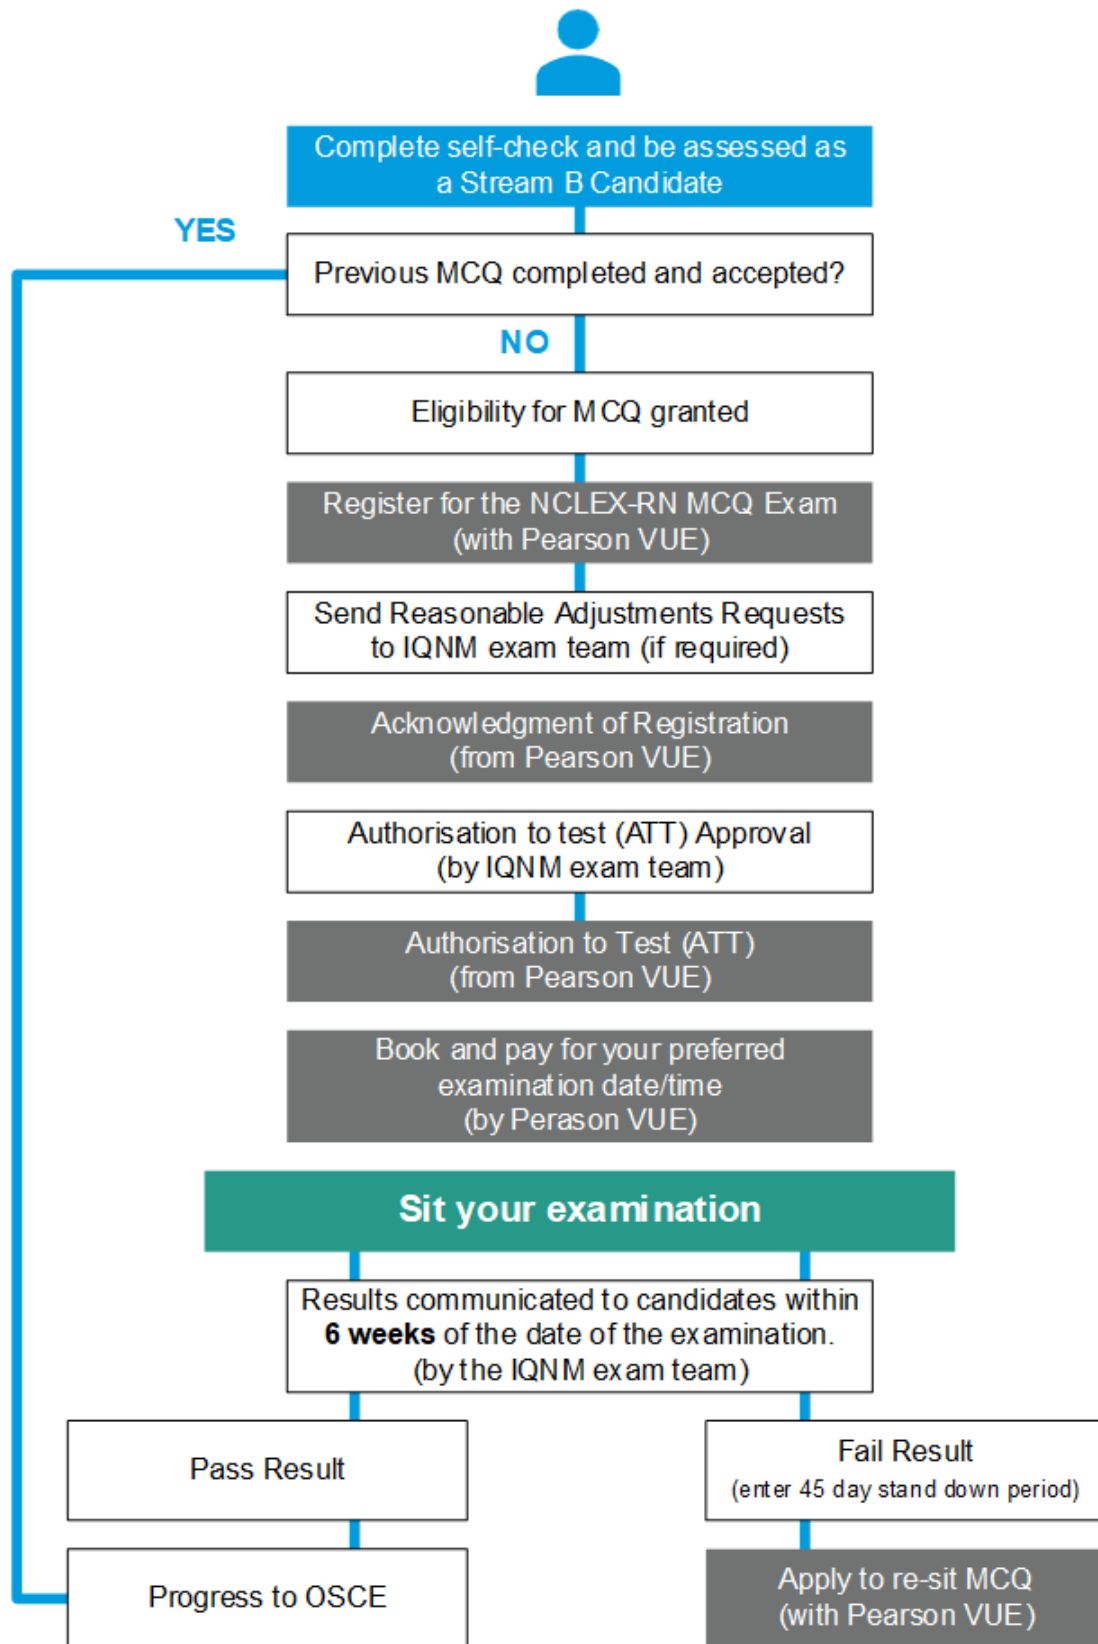 Complete self-check and be assessed as
a Stream B Candidate
YES
Previous MCQ completed and accepted?
NO
Eligibility for MCQ granted
Register for the NCLEX-RN MCQ Exam
(with Pearson VUE)
Send Reasonable Adjustments Requests
to IQNM exam team (if required)
Acknowledgment of Registration
(from Pearson VUE)
Authorisation to test (ATT) Approval
(by IQNM exam team)
Authorisation to Test (ATT)
(from Pearson VUE)
Book and pay for your preferred
examination date/time
(by Perason VUE)
Sit your examination
Results communicated to candidates within
6 weeks of the date of the examination.
(by the IQNM exam team)
Pass Result
Fail Result
(enter 45 day stand down period)
Progress to OSCE
Apply to re-sit MCQ
(with Pearson VUE)